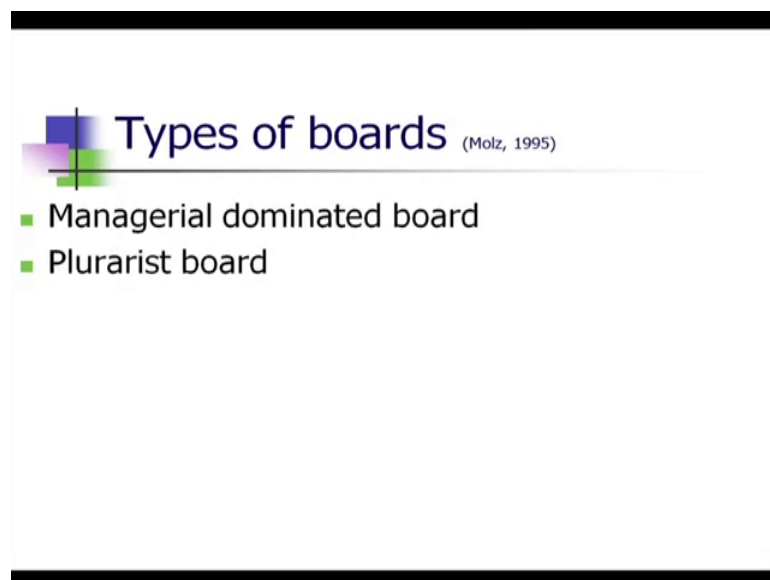 Types of boards (Molz, 1995)
Managerial dominated board
Plurarist board